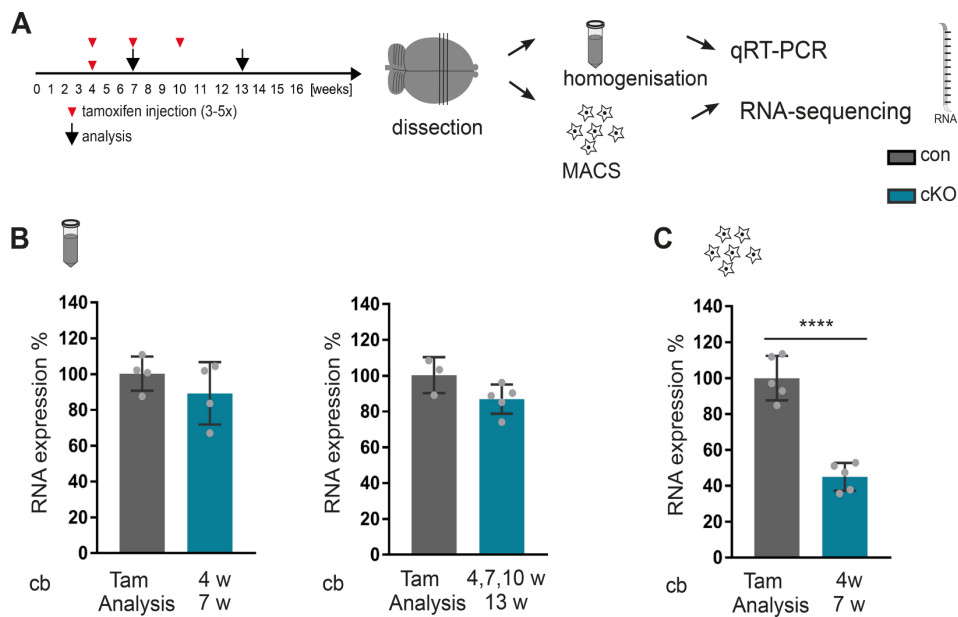 A
0 1 2 3 4 5 6 7 8 9 10 11 12 13 14 15 16 [weeks]
tamoxifen injection (3-5x)
analysis
dissection
homogenisation
MACS
qRT-PCR
RNA-sequencing
RNA
con
cKO
B
RNA expression %
140
120
100
80
60
40
20
0
cb
Tam 4 w
Analysis 7 w
RNA expression %
140
120
100
80
60
40
20
0
cb
Tam 4,7,10 w
Analysis 13 w
C
RNA expression %
140
120
100
80
60
40
20
0
****
cb
Tam 4w
Analysis 7 w